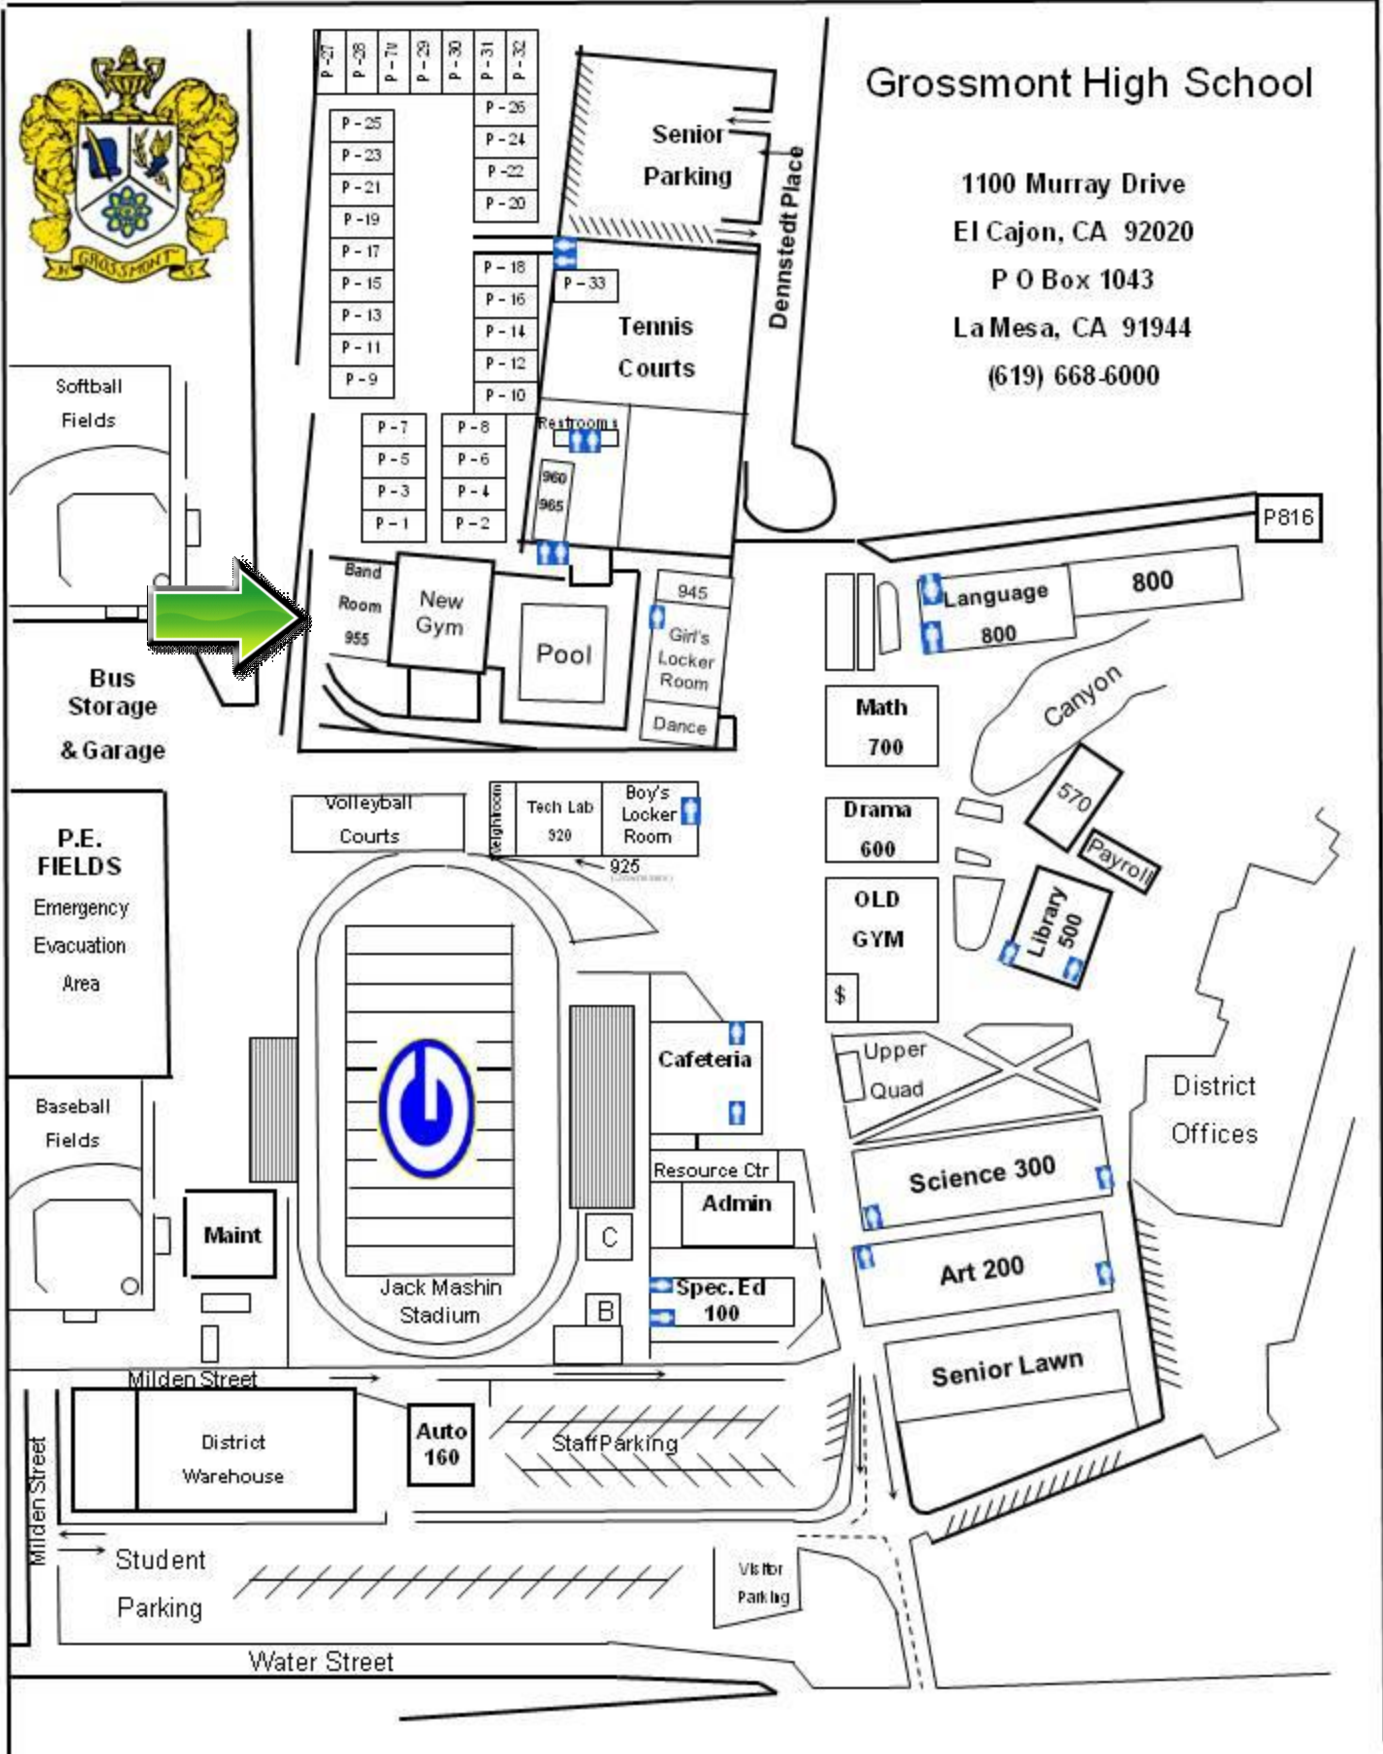 Grossmont High School
1100 Murray Drive
El Cajon, CA 92020
P O Box 1043
La Mesa, CA 91944
(619) 668-6000
GROSSMONT
P-27
P-28
P-29
P-30
P-31
P-32
P-26
P-24
P-22
P-20
P-25
P-23
P-21
P-19
P-17
P-15
P-13
P-11
P-9
P-18
P-16
P-14
P-12
P-10
P-33
P-7
P-5
P-3
P-1
P-8
P-6
P-4
P-2
Senior
Parking
Dennstedt Place
Tennis
Courts
Restrooms
960
965
Softball
Fields
P816
Band
Room
955
New
Gym
Pool
945
Girl's
Locker
Room
Dance
Language
800
800
Canyon
Bus
Storage
& Garage
Math
700
570
Payroll
Volleyball
Courts
Weightroom
Tech Lab
920
Boy's
Locker
Room
925
Drama
600
P.E.
FIELDS
Emergency
Evacuation
Area
OLD
GYM
$
Library
500
Cafeteria
Upper
Quad
District
Offices
Baseball
Fields
Resource Ctr
Admin
Science 300
Maint
C
Art 200
Jack Mashin
Stadium
B
Spec. Ed
100
Senior Lawn
Milden Street
District
Warehouse
Auto
160
Staff Parking
Milden Street
Student
Parking
Visitor
Parking
Water Street